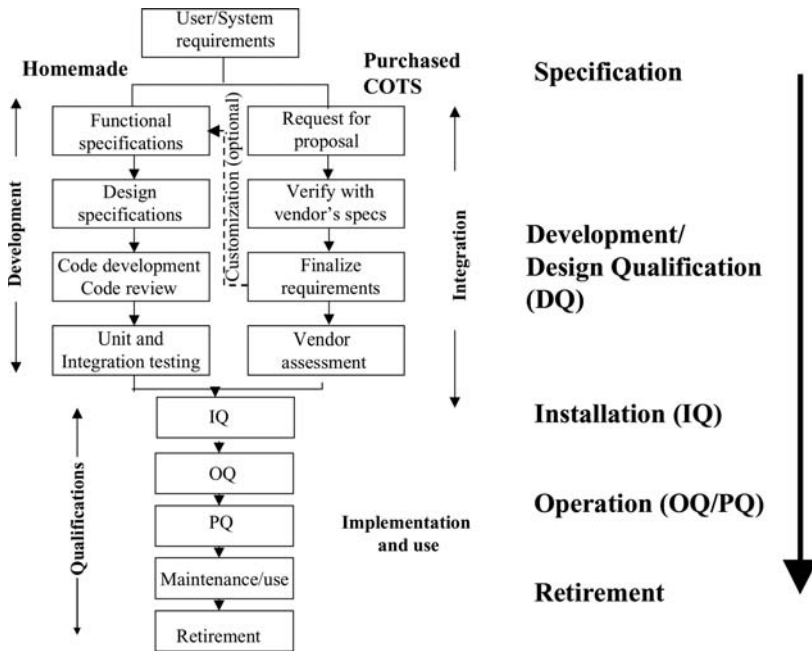 User/System
requirements
Homemade
Purchased
COTS
Specification
Functional
specifications
Request for
proposal
Customization (optional)
Design
specifications
Verify with
vendor's specs
Development
Integration
Development/
Design Qualification
(DQ)
Code development
Code review
Finalize
requirements
Unit and
Integration testing
Vendor
assessment
IQ
Installation (IQ)
OQ
Operation (OQ/PQ)
PQ
Implementation
and use
Qualifications
Maintenance/use
Retirement
Retirement